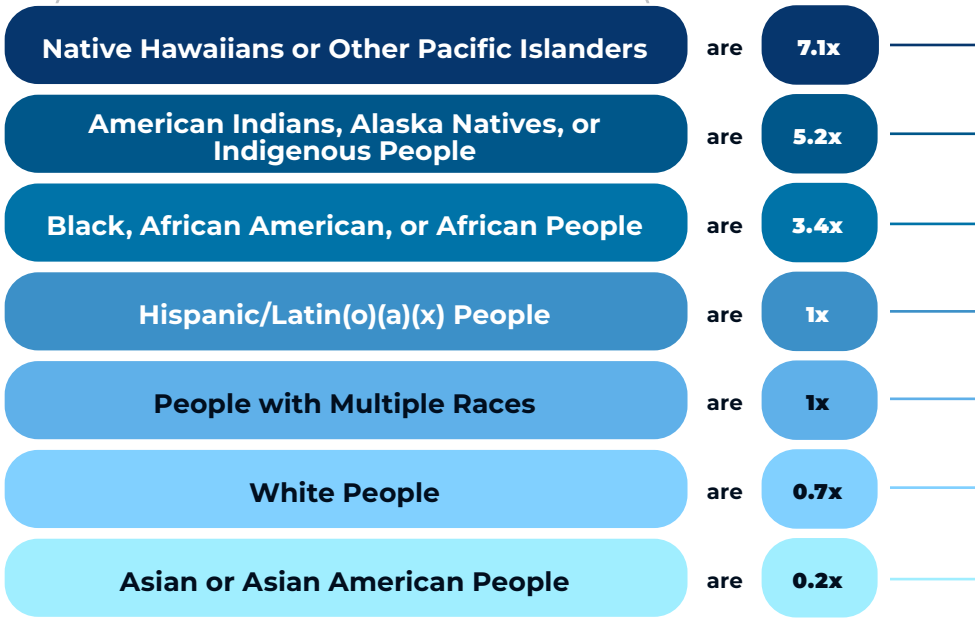 Native Hawaiians or Other Pacific Islanders are 7.1x
American Indians, Alaska Natives, or
Indigenous People are 5.2x
Black, African American, or African People are 3.4x
Hispanic/Latin(o)(a)(x) People are 1x
People with Multiple Races are 1x
White People are 0.7x
Asian or Asian American People are 0.2x